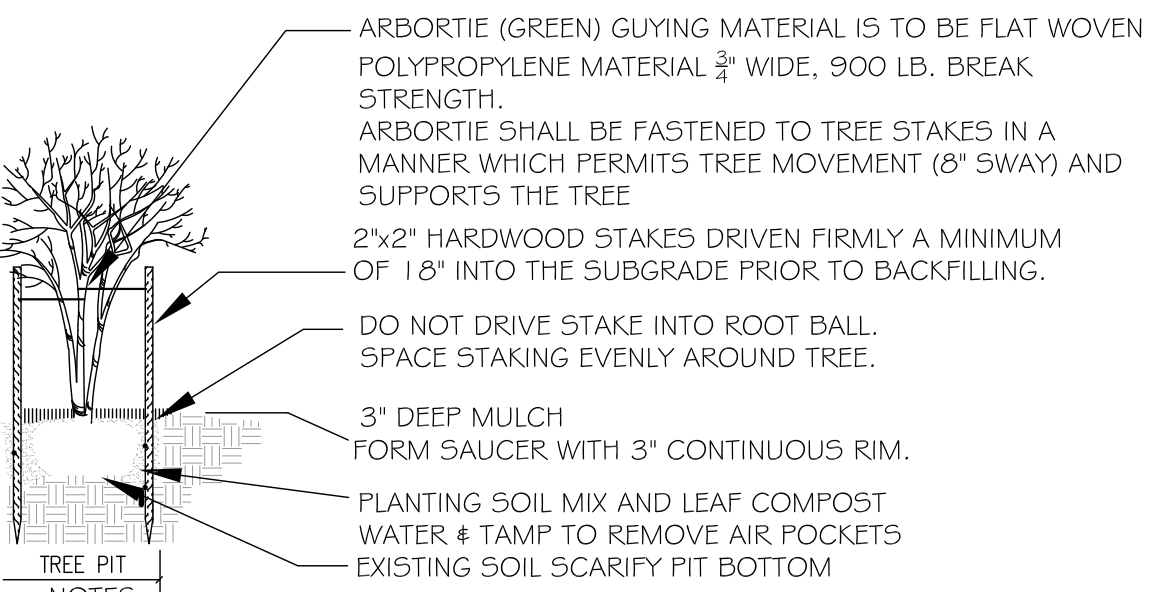 ARBORTIE (GREEN) GUYING MATERIAL IS TO BE FLAT WOVEN
POLYPROPYLENE MATERIAL 3/4" WIDE, 900 LB. BREAK
STRENGTH.
ARBORTIE SHALL BE FASTENED TO TREE STAKES IN A
MANNER WHICH PERMITS TREE MOVEMENT (8" SWAY) AND
SUPPORTS THE TREE
2"x2" HARDWOOD STAKES DRIVEN FIRMLY A MINIMUM
OF 18" INTO THE SUBGRADE PRIOR TO BACKFILLING.
DO NOT DRIVE STAKE INTO ROOT BALL.
SPACE STAKING EVENLY AROUND TREE.
3" DEEP MULCH
FORM SAUCER WITH 3" CONTINUOUS RIM.
PLANTING SOIL MIX AND LEAF COMPOST
WATER & TAMP TO REMOVE AIR POCKETS
EXISTING SOIL SCARIFY PIT BOTTOM
TREE PIT
NOTES